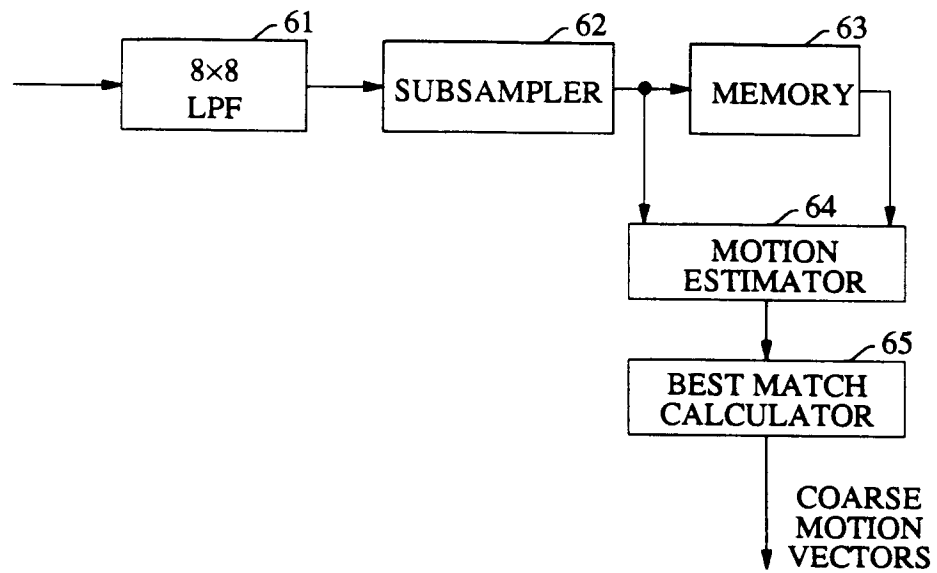 61
8×8
LPF
62
SUBSAMPLER
63
MEMORY
64
MOTION
ESTIMATOR
65
BEST MATCH
CALCULATOR
COARSE
MOTION
VECTORS